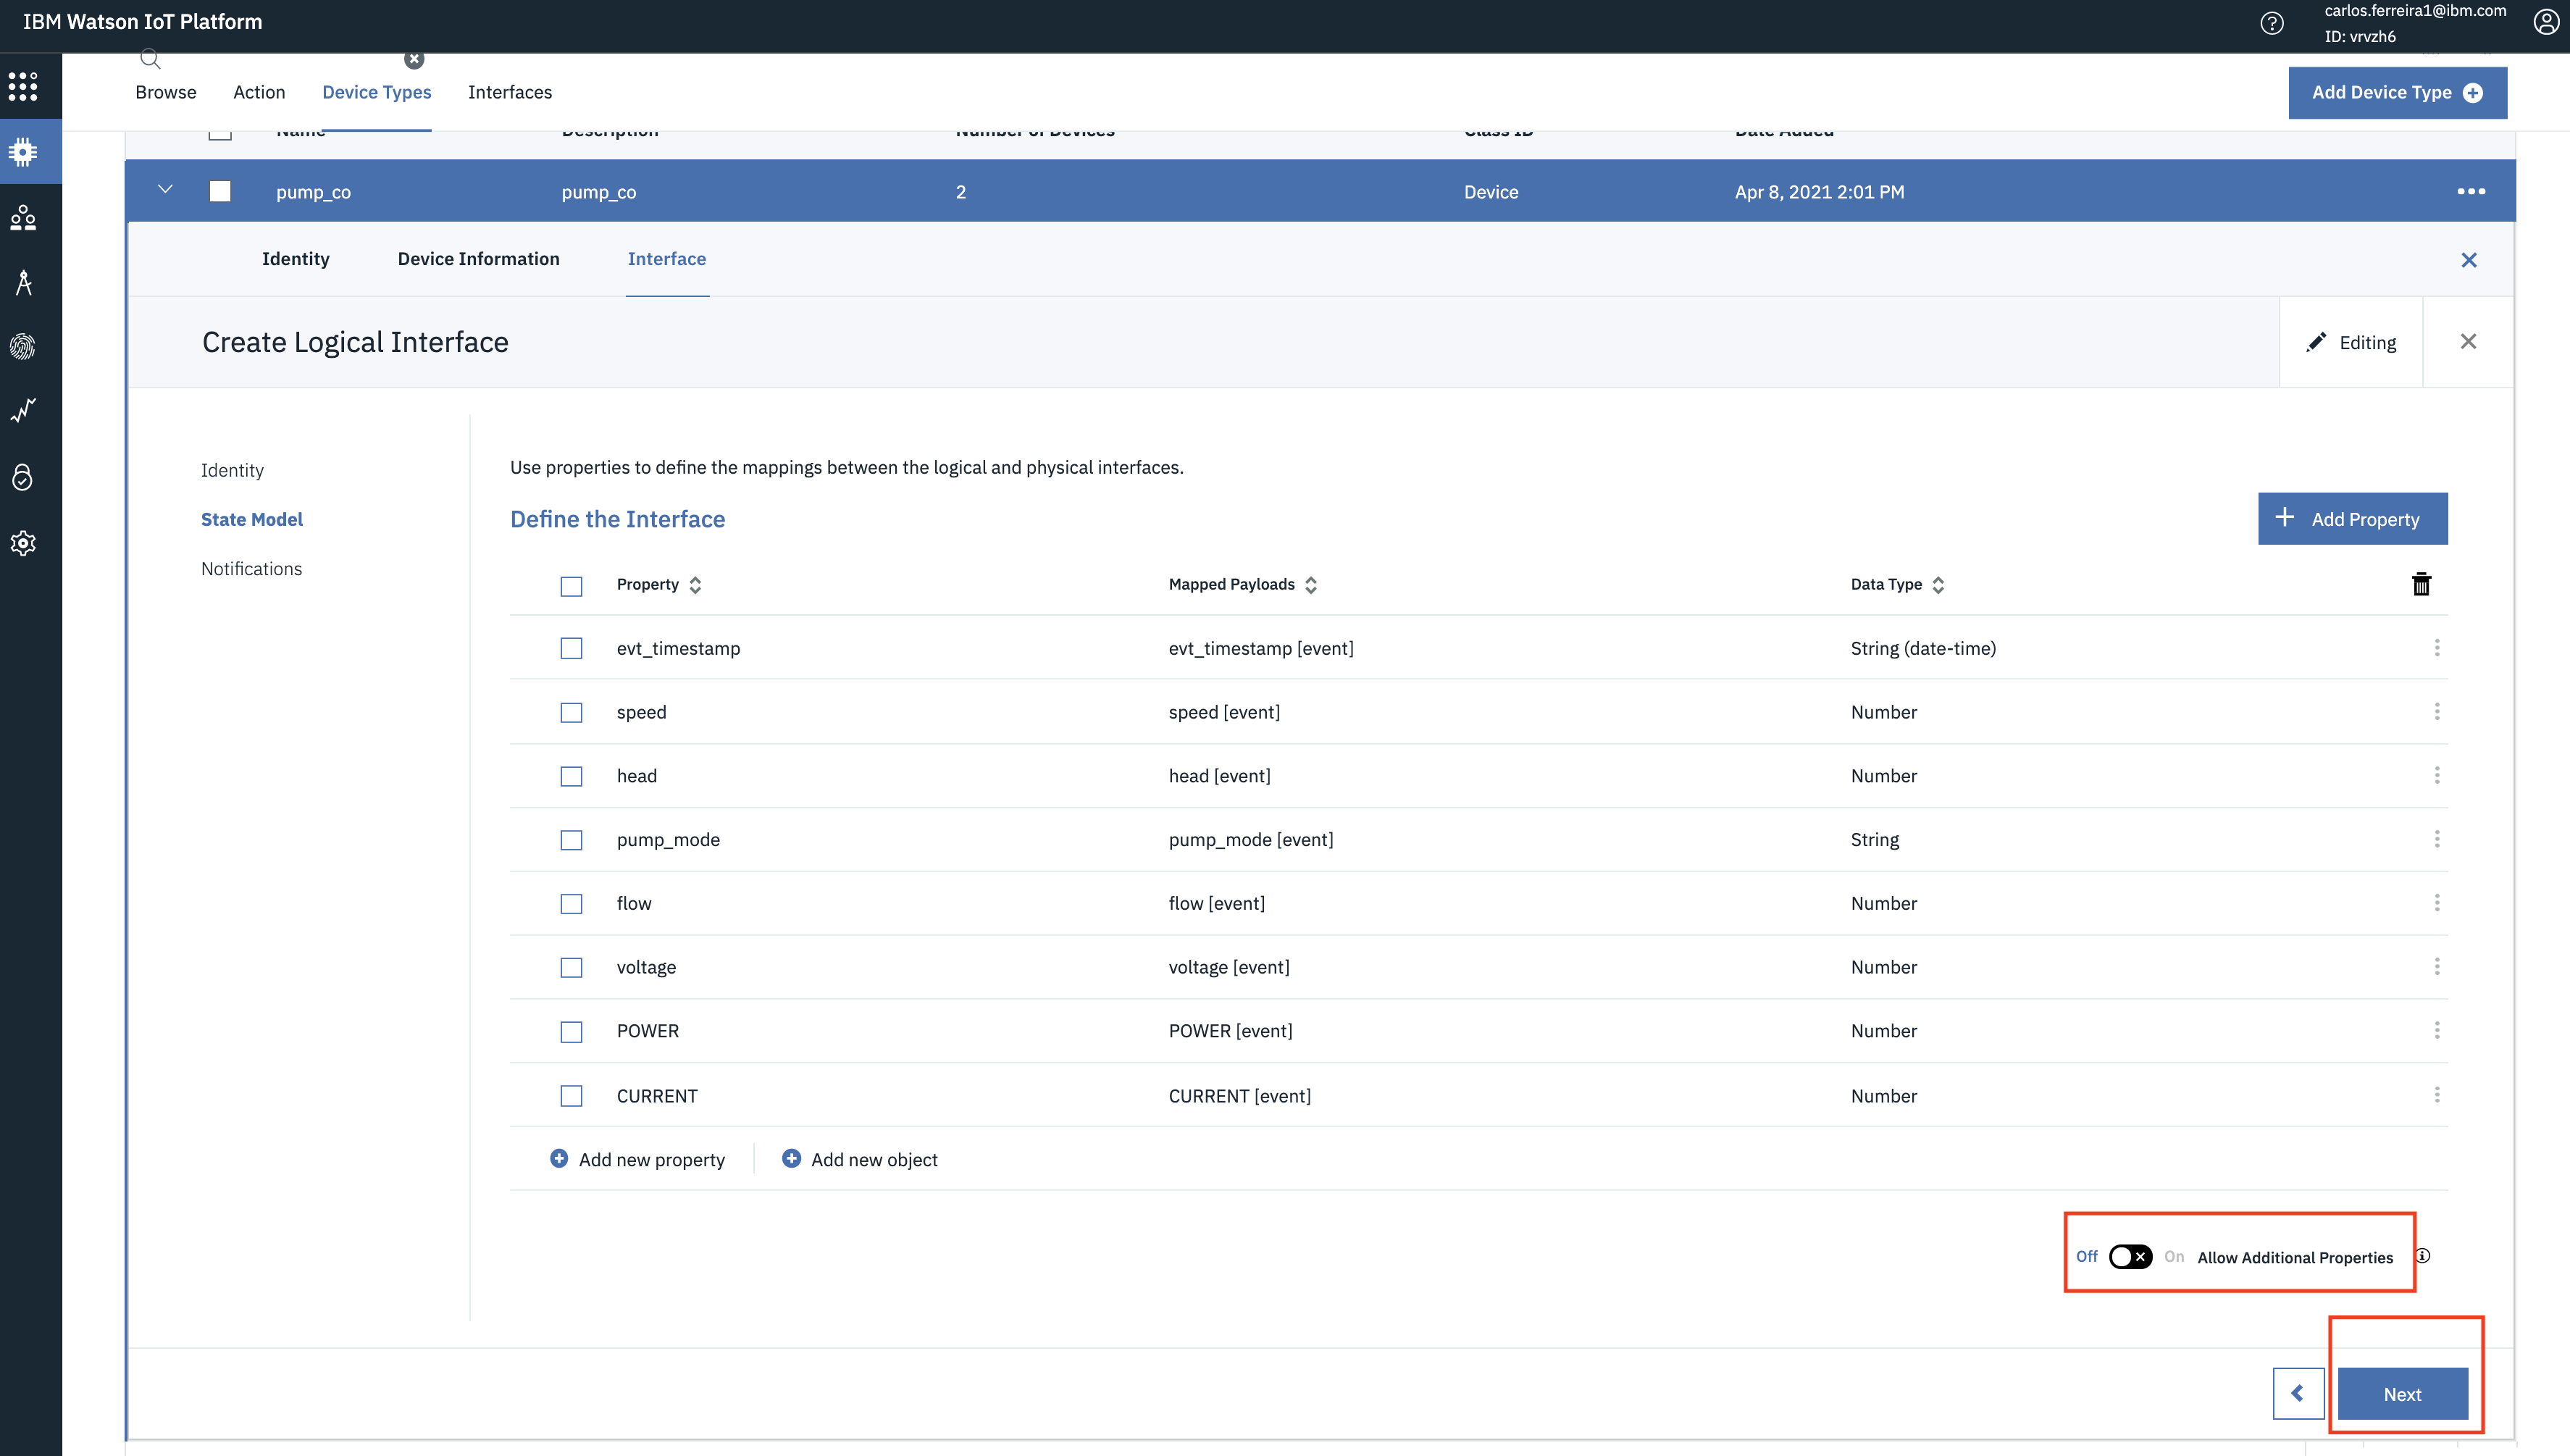 IBM Watson IoT Platform
carlos.ferreira1@ibm.com
ID: vrvzh6
Browse Action Device Types Interfaces
Add Device Type
Name Description Number of Devices Class ID Date Added
pump_co pump_co 2 Device Apr 8, 2021 2:01 PM
Identity Device Information Interface
Create Logical Interface
Editing
Identity
State Model
Notifications
Use properties to define the mappings between the logical and physical interfaces.
Define the Interface
Add Property
Property Mapped Payloads Data Type
evt_timestamp evt_timestamp [event] String (date-time)
speed speed [event] Number
head head [event] Number
pump_mode pump_mode [event] String
flow flow [event] Number
voltage voltage [event] Number
POWER POWER [event] Number
CURRENT CURRENT [event] Number
Add new property Add new object
Off On Allow Additional Properties
Next